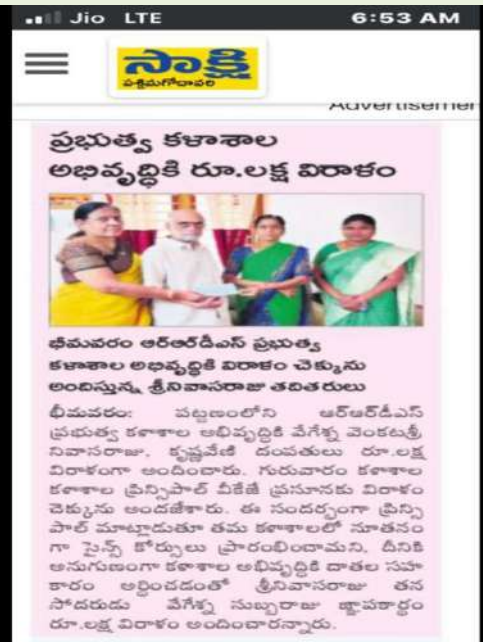 Jio LTE 6:53 AM
సాక్షి
పశ్చిమగోదావరి
Advertisemen
ప్రభుత్వ కళాశాల
అభివృద్ధికి రూ.లక్ష విరాళం
భీమవరం ఆర్ఆర్‌డీఎస్ ప్రభుత్వ
కళాశాల అభివృద్ధికి విరాళం చెక్కును
అందిస్తున్న శ్రీనివాసరాజు తదితరులు
భీమవరం: పట్టణంలోని ఆర్ఆర్‌డీఎస్
ప్రభుత్వ కళాశాల అభివృద్ధికి వేగేశ్న వెంకటశ్రీ
నివాసరాజు, కృష్ణవేణి దంపతులు రూ.లక్ష
విరాళంగా అందించారు. గురువారం కళాశాల
కళాశాల ప్రిన్సిపాల్ వీకేజే ప్రసూనకు విరాళం
చెక్కును అందజేశారు. ఈ సందర్భంగా ప్రిన్సి
పాల్ మాట్లాడుతూ తమ కళాశాలలో నూతనం
గా సైన్స్ కోర్సులు ప్రారంభించామని, దీనికి
అనుగుణంగా కళాశాల అభివృద్ధికి దాతల సహ
కారం అర్థించడంతో శ్రీనివాసరాజు తన
సోదరుడు వేగేశ్న సుబ్బరాజు జ్ఞాపకార్థం
రూ.లక్ష విరాళం అందించారన్నారు.